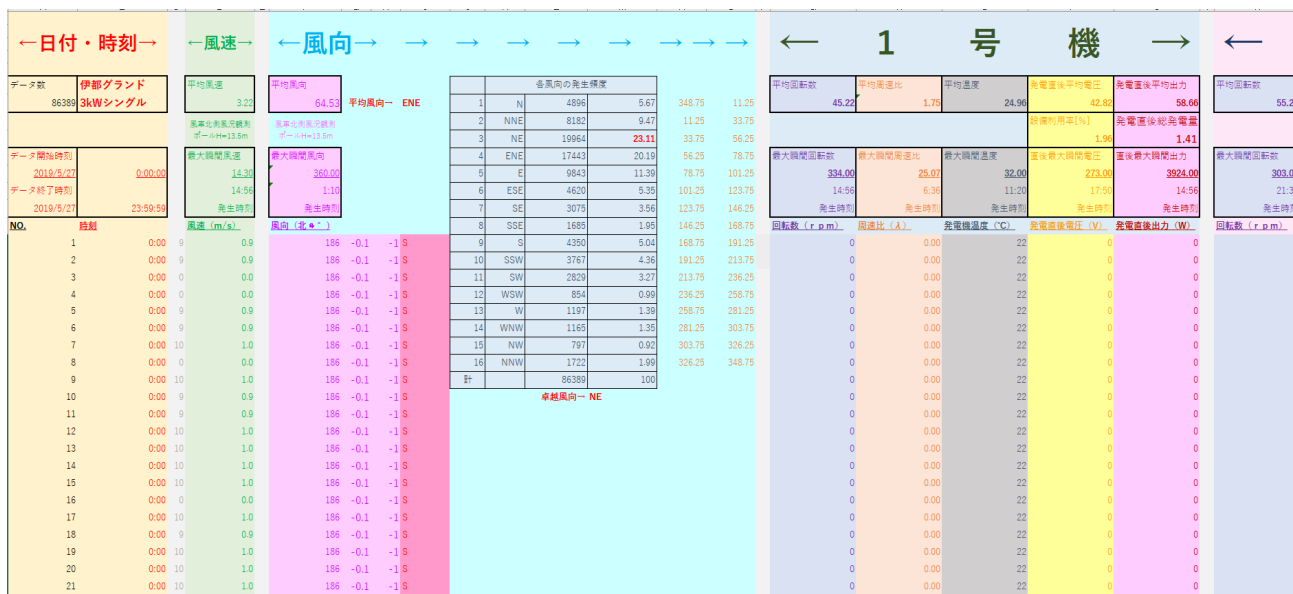 ←日付・時刻→ ←風速→ ←風向→ → → → → → → → → ← 1 号 機 → ←
データ数 伊都グランド 平均風速 平均風向 各風向の発生頻度 平均回転数 平均周速比 平均温度 発電直後平均電圧 発電直後平均出力 平均回転数
86389 3kWシングル 3.22 64.53 平均風向→ ENE 1 N 4896 5.67 348.75 11.25 45.22 1.75 24.96 42.82 58.66 55.2
風車北側風況観測 風車北側風況観測 2 NNE 8182 9.47 11.25 33.75 設備利用率[%] 発電直後総発電量
ポールH=13.5m ポールH=13.5m 3 NE 19964 23.11 33.75 56.25 1.96 1.41
データ開始時刻 最大瞬間風速 最大瞬間風向 4 ENE 17443 20.19 56.25 78.75 最大瞬間回転数 最大瞬間周速比 最大瞬間温度 直後最大瞬間電圧 直後最大瞬間出力 最大瞬間回転数
2019/5/27 0:00:00 14.30 360.00 5 E 9843 11.39 78.75 101.25 334.00 25.07 32.00 273.00 3924.00 303.0
データ終了時刻 14:56 1:10 6 ESE 4620 5.35 101.25 123.75 14:56 6:36 11:20 17:50 14:56 21:3
2019/5/27 23:59:59 発生時刻 発生時刻 7 SE 3075 3.56 123.75 146.25 発生時刻 発生時刻 発生時刻 発生時刻 発生時刻 発生時刻
NO. 時刻 風速（m/s） 風向（北 ） 8 SSE 1685 1.95 146.25 168.75 回転数（ｒｐｍ） 周速比（λ） 発電機温度（℃） 発電直後電圧（V） 発電直後出力（W） 回転数（ｒｐｍ）
1 0:00 9 0.9 186 -0.1 -1 S 9 S 4350 5.04 168.75 191.25 0 0.00 22 0 0
2 0:00 9 0.9 186 -0.1 -1 S 10 SSW 3767 4.36 191.25 213.75 0 0.00 22 0 0
3 0:00 9 0.9 186 -0.1 -1 S 11 SW 2829 3.27 213.75 236.25 0 0.00 22 0 0
4 0:00 0 0.0 186 -0.1 -1 S 12 WSW 854 0.99 236.25 258.75 0 0.00 22 0 0
5 0:00 9 0.9 186 -0.1 -1 S 13 W 1197 1.39 258.75 281.25 0 0.00 22 0 0
6 0:00 9 0.9 186 -0.1 -1 S 14 WNW 1165 1.35 281.25 303.75 0 0.00 22 0 0
7 0:00 10 1.0 186 -0.1 -1 S 15 NW 797 0.92 303.75 326.25 0 0.00 22 0 0
8 0:00 0 0.0 186 -0.1 -1 S 16 NNW 1722 1.99 326.25 348.75 0 0.00 22 0 0
9 0:00 10 1.0 186 -0.1 -1 S 計 86389 100 0 0.00 22 0 0
10 0:00 9 0.9 186 -0.1 -1 S 卓越風向→ NE 0 0.00 22 0 0
11 0:00 9 0.9 186 -0.1 -1 S 0 0.00 22 0 0
12 0:00 10 1.0 186 -0.1 -1 S 0 0.00 22 0 0
13 0:00 10 1.0 186 -0.1 -1 S 0 0.00 22 0 0
14 0:00 10 1.0 186 -0.1 -1 S 0 0.00 22 0 0
15 0:00 10 1.0 186 -0.1 -1 S 0 0.00 22 0 0
16 0:00 0 0.0 186 -0.1 -1 S 0 0.00 22 0 0
17 0:00 10 1.0 186 -0.1 -1 S 0 0.00 22 0 0
18 0:00 9 0.9 186 -0.1 -1 S 0 0.00 22 0 0
19 0:00 10 1.0 186 -0.1 -1 S 0 0.00 22 0 0
20 0:00 10 1.0 186 -0.1 -1 S 0 0.00 22 0 0
21 0:00 10 1.0 186 -0.1 -1 S 0 0.00 22 0 0